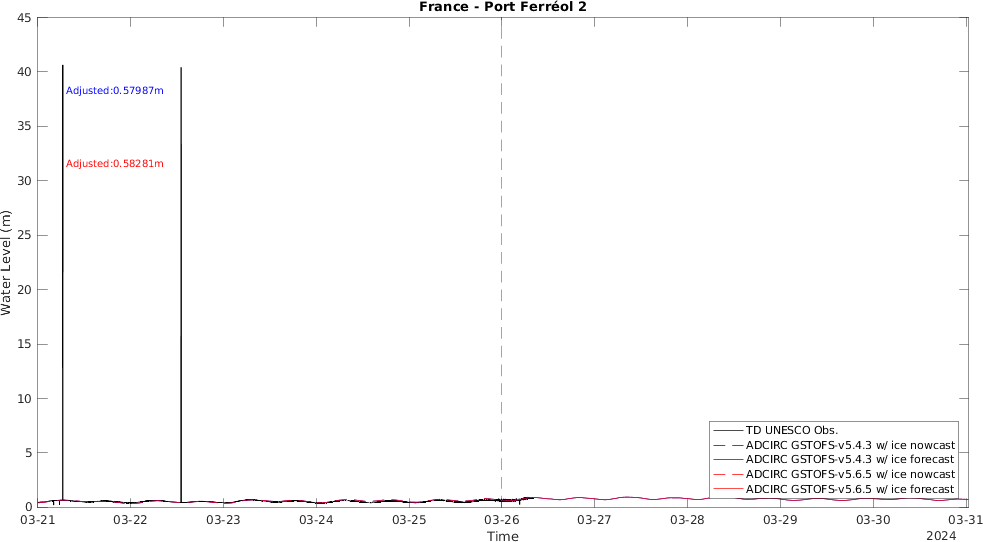 France - Port Ferréol 2
45
40
35
30
25
20
15
10
5
0
Water Level (m)
Adjusted:0.57987m
Adjusted:0.58281m
TD UNESCO Obs.
ADCIRC GSTOFS-v5.4.3 w/ ice nowcast
ADCIRC GSTOFS-v5.4.3 w/ ice forecast
ADCIRC GSTOFS-v5.6.5 w/ ice nowcast
ADCIRC GSTOFS-v5.6.5 w/ ice forecast
03-21 03-22 03-23 03-24 03-25 03-26 03-27 03-28 03-29 03-30 03-31
Time
2024